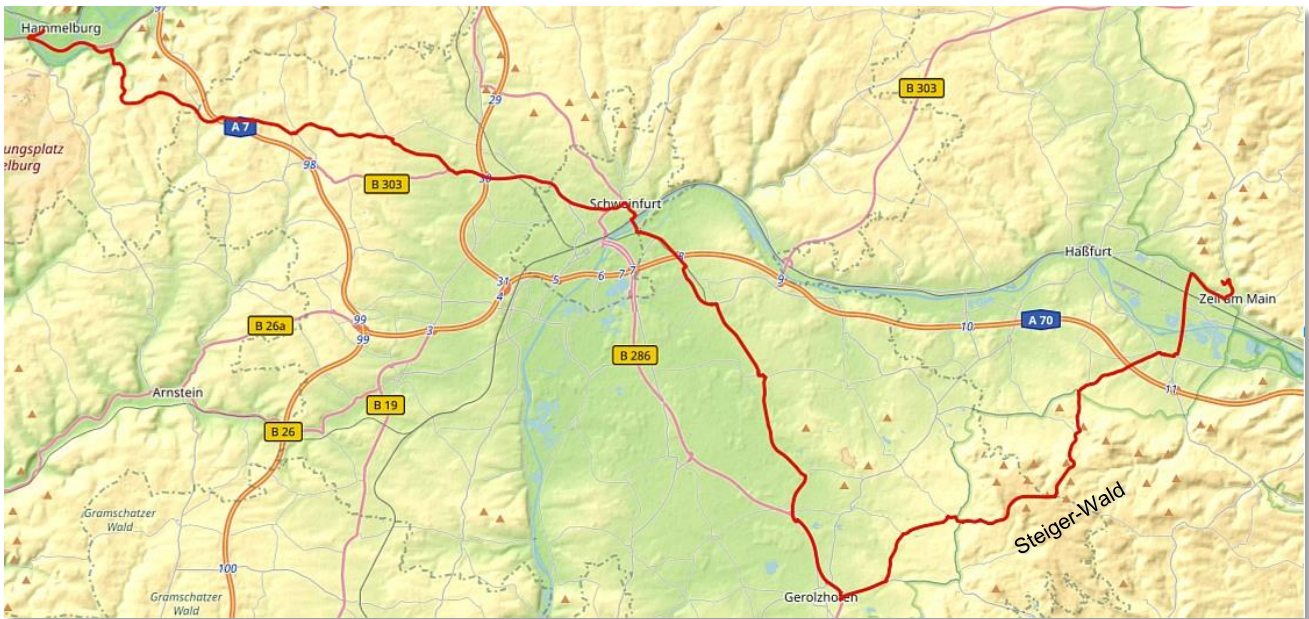 97
Hammelburg
29
B 303
A 7
ungsplatz
elburg
98
B 303
30
Schweinfurt
Haßfurt
8
31
5
6
7
7
9
4
Zeil am Main
B 26a
99
3
10
A 70
99
B 286
Arnstein
11
B 19
B 26
Steiger-Wald
Gramschatzer
Wald
100
Gramschatzer
Wald
Gerolzhofen